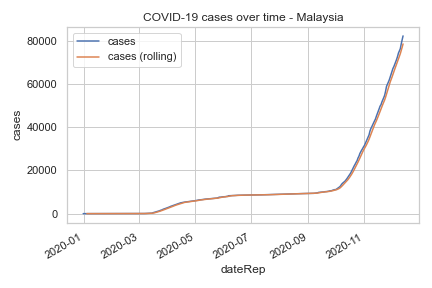 COVID-19 cases over time - Malaysia
cases
cases (rolling)
80000
60000
40000
20000
0
cases
2020-01
2020-03
2020-05
2020-07
2020-09
2020-11
dateRep